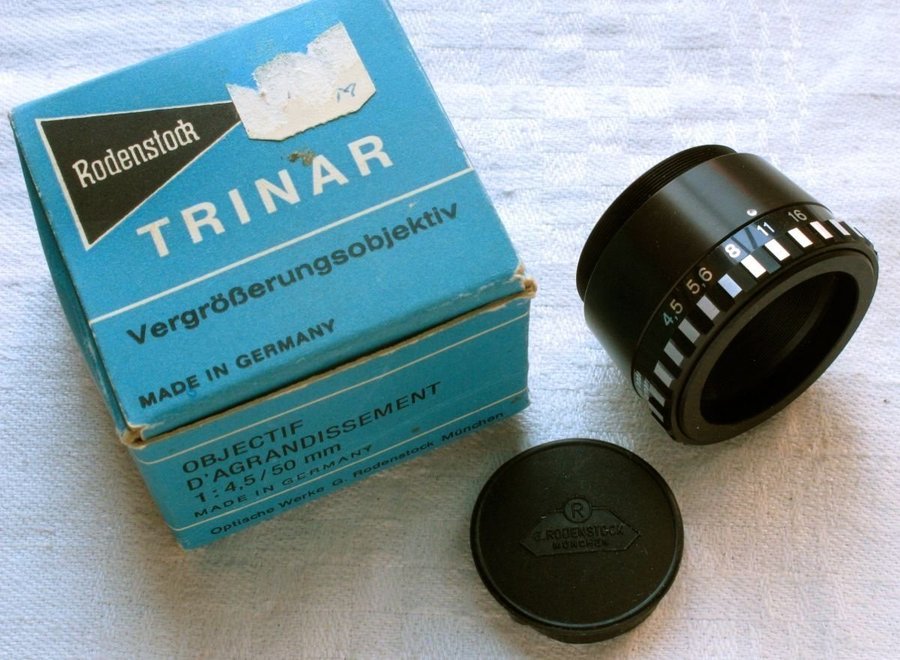 Rodenstock
TRINAR
Vergrößerungsobjektiv
MADE IN GERMANY
OBJECTIF
D'AGRANDISSEMENT
1:4,5/50 mm
MADE IN GERMANY
Optische Werke G. Rodenstock München
4,5 5,6 8 11 16
R
G. RODENSTOCK
MÜNCHEN